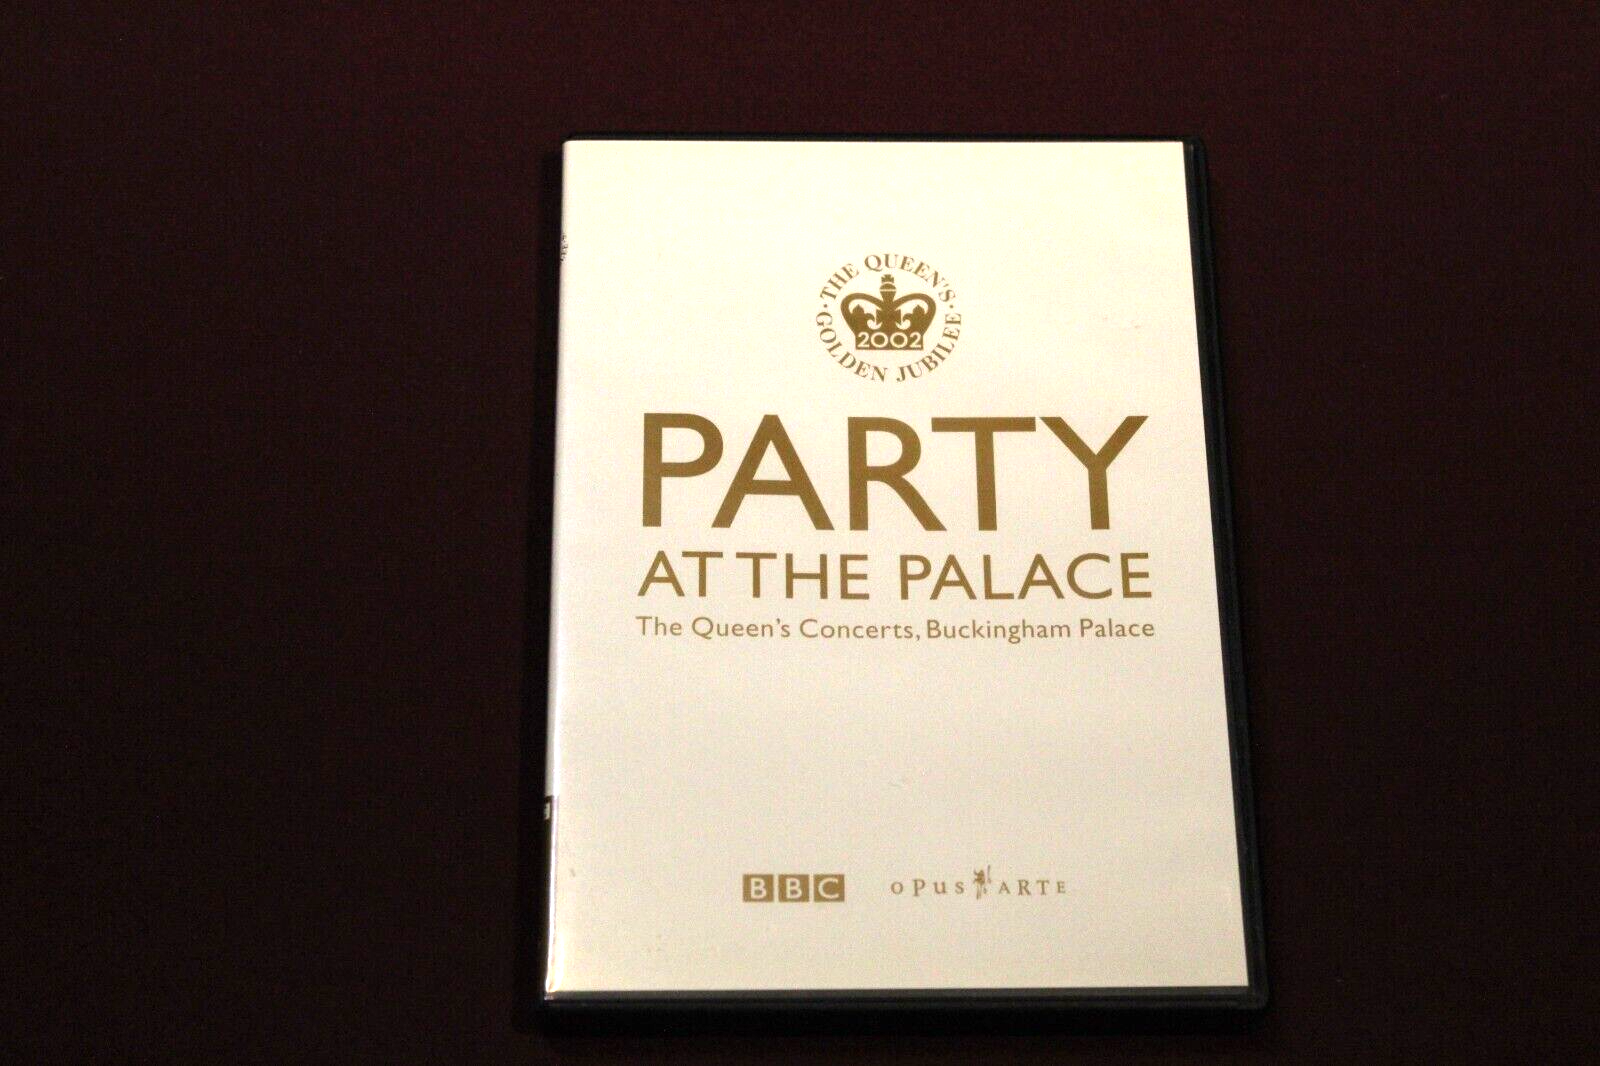 THE QUEEN'S
GOLDEN JUBILEE
2002
PARTY
AT THE PALACE
The Queen's Concerts, Buckingham Palace
BBC
OPUS ARTE